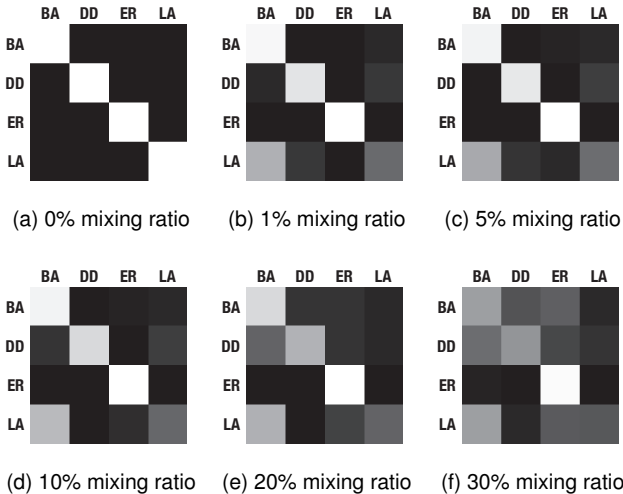 BA DD ER LA BA DD ER LA BA DD ER LA
BA BA BA
DD DD DD
ER ER ER
LA LA LA
(a) 0% mixing ratio (b) 1% mixing ratio (c) 5% mixing ratio
BA DD ER LA BA DD ER LA BA DD ER LA
BA BA BA
DD DD DD
ER ER ER
LA LA LA
(d) 10% mixing ratio (e) 20% mixing ratio (f) 30% mixing ratio